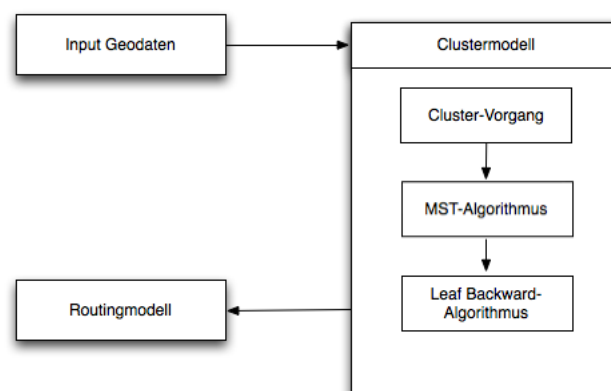 Input Geodaten
Clustermodell
Cluster-Vorgang
MST-Algorithmus
Leaf Backward-
Algorithmus
Routingmodell